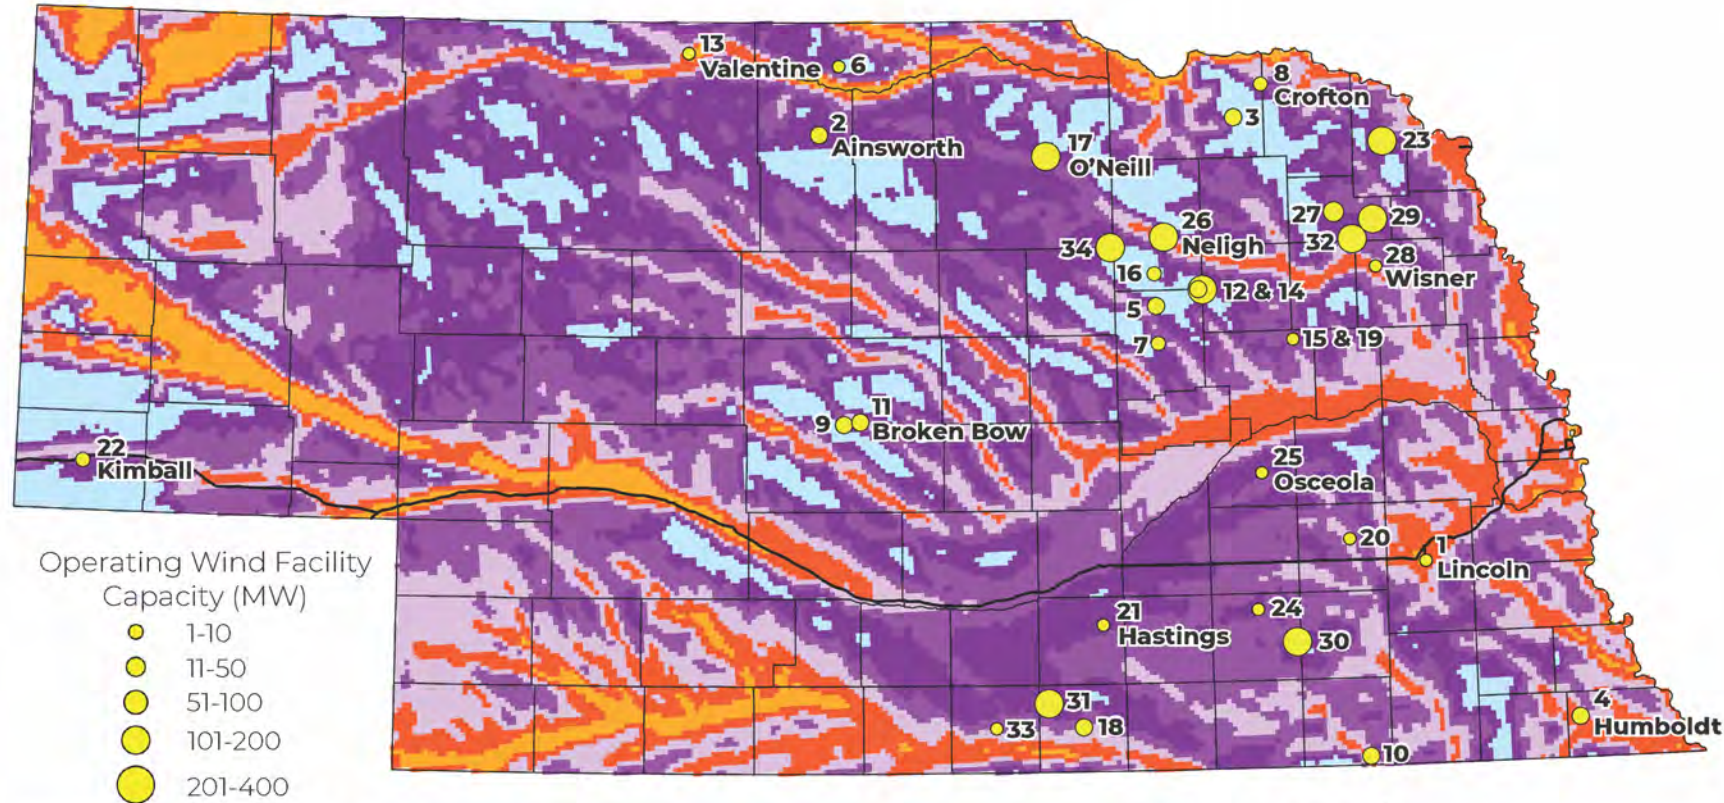 13
Valentine
6
8
Crofton
3
2
Ainsworth
17
O'Neill
23
27
29
26
Neligh
32
34
28
Wisner
16
12 & 14
5
7
15 & 19
9
11
Broken Bow
22
Kimball
25
Osceola
20
1
Lincoln
21
Hastings
24
30
31
33
18
4
Humboldt
10
Operating Wind Facility
Capacity (MW)
1-10
11-50
51-100
101-200
201-400